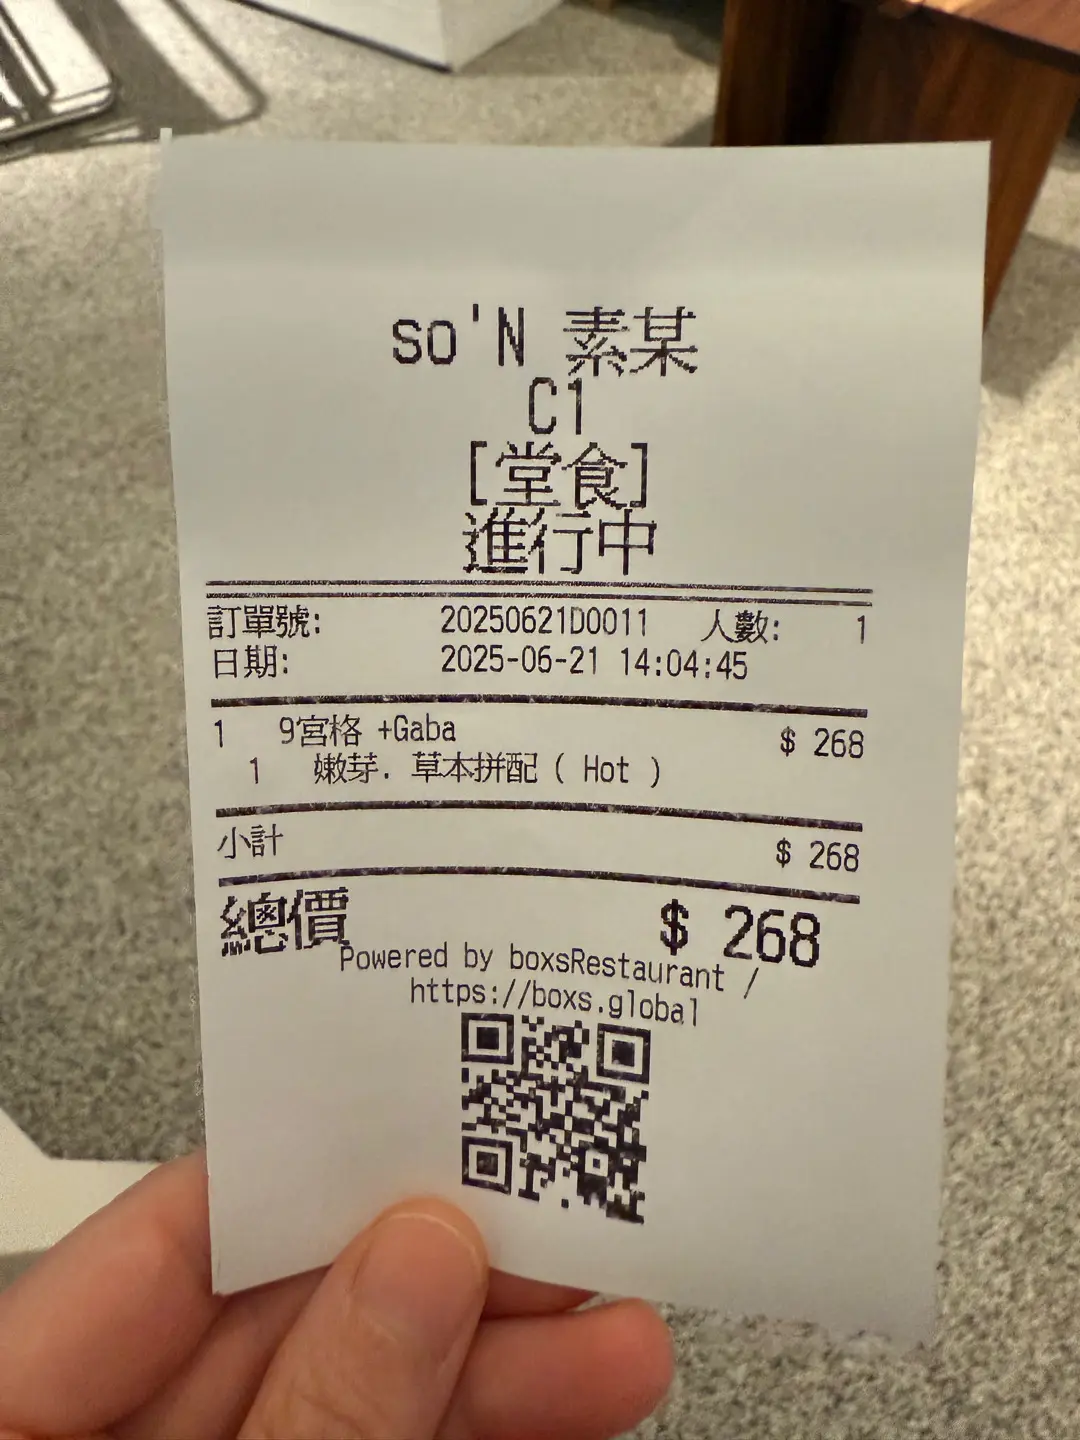 so'N 素某
C1
[堂食]
進行中
訂單號: 20250621D0011 人數: 1
日期: 2025-06-21 14:04:45
1 9宮格 +Gaba $ 268
1 嫩芽. 草本拼配 ( Hot )
小計 $ 268
總價 $ 268
Powered by boxsRestaurant /
https://boxs.global